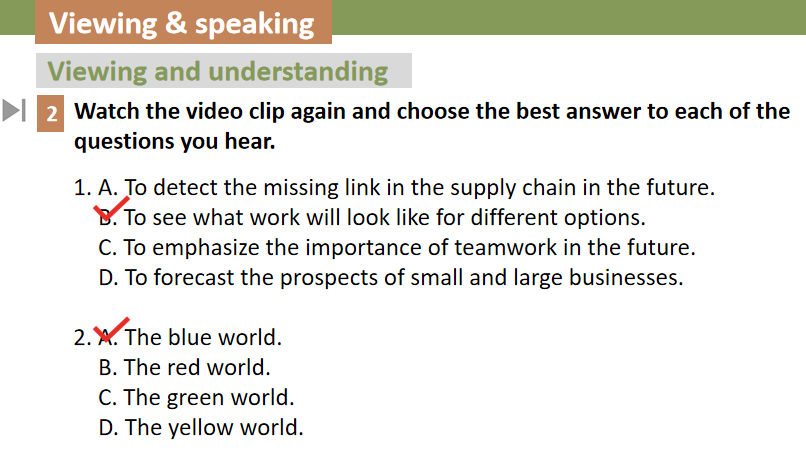 Viewing & speaking
Viewing and understanding
2 Watch the video clip again and choose the best answer to each of the
questions you hear.
1. A. To detect the missing link in the supply chain in the future.
B. To see what work will look like for different options.
C. To emphasize the importance of teamwork in the future.
D. To forecast the prospects of small and large businesses.
2. A. The blue world.
B. The red world.
C. The green world.
D. The yellow world.